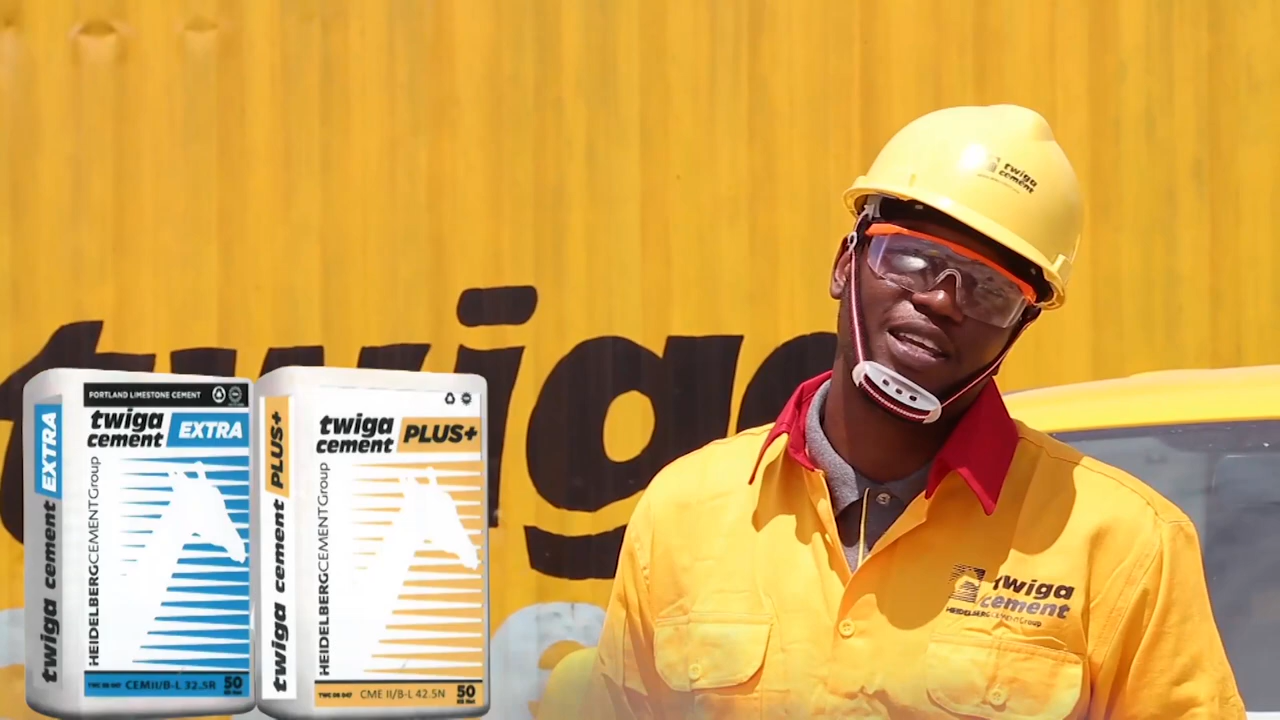 twiga
twiga
cement
EXTRA
twiga cement
PORTLAND LIMESTONE CEMENT
twiga
cement
EXTRA
HEIDELBERGCEMENTGroup
CEMII/B-L 32.5R
50
PLUS+
twiga cement
twiga
cement
PLUS+
HEIDELBERGCEMENTGroup
CME II/B-L 42.5N
50
twiga
cement
HEIDELBERGCEMENTGroup